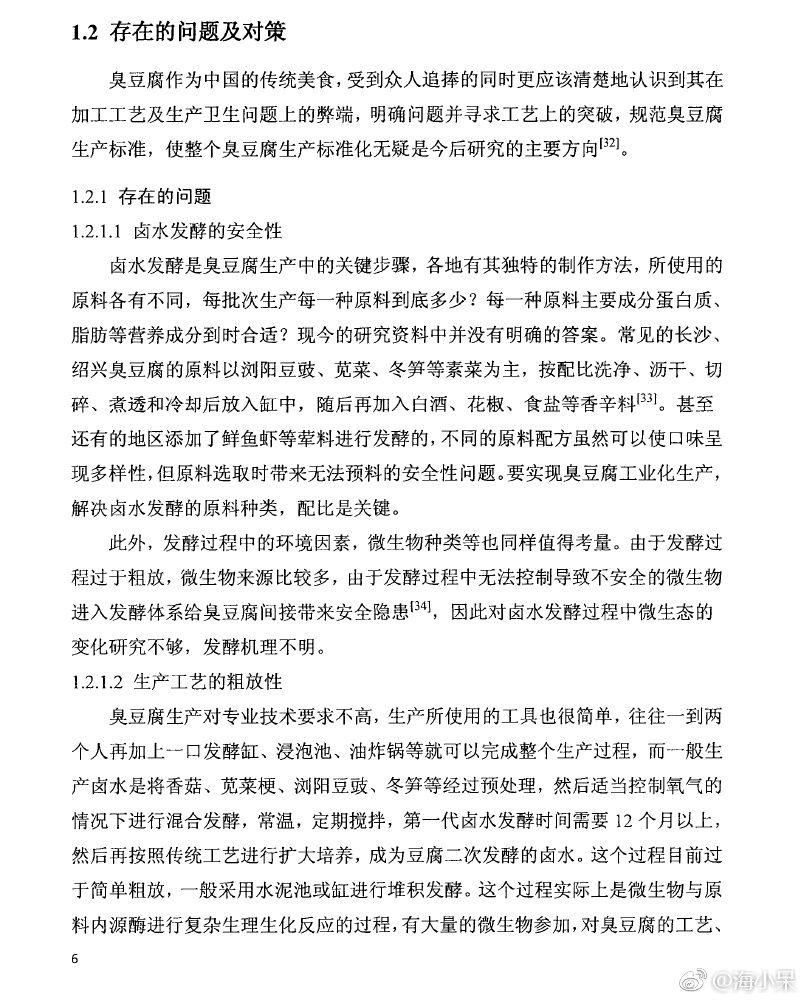 1.2 存在的问题及对策
臭豆腐作为中国的传统美食，受到众人追捧的同时更应该清楚地认识到其在
加工工艺及生产卫生问题上的弊端，明确问题并寻求工艺上的突破，规范臭豆腐
生产标准，使整个臭豆腐生产标准化无疑是今后研究的主要方向[32]。
1.2.1 存在的问题
1.2.1.1 卤水发酵的安全性
卤水发酵是臭豆腐生产中的关键步骤，各地有其独特的制作方法，所使用的
原料各有不同，每批次生产每一种原料到底多少？每一种原料主要成分蛋白质、
脂肪等营养成分到时合适？现今的研究资料中并没有明确的答案。常见的长沙、
绍兴臭豆腐的原料以浏阳豆豉、苋菜、冬笋等素菜为主，按配比洗净、沥干、切
碎、煮透和冷却后放入缸中，随后再加入白酒、花椒、食盐等香辛料[33]。甚至
还有的地区添加了鲜鱼虾等荤料进行发酵的，不同的原料配方虽然可以使口味呈
现多样性，但原料选取时带来无法预料的安全性问题。要实现臭豆腐工业化生产，
解决卤水发酵的原料种类，配比是关键。
此外，发酵过程中的环境因素，微生物种类等也同样值得考量。由于发酵过
程过于粗放，微生物来源比较多，由于发酵过程中无法控制导致不安全的微生物
进入发酵体系给臭豆腐间接带来安全隐患[34]，因此对卤水发酵过程中微生态的
变化研究不够，发酵机理不明。
1.2.1.2 生产工艺的粗放性
臭豆腐生产对专业技术要求不高，生产所使用的工具也很简单，往往一到两
个人再加上一口发酵缸、浸泡池、油炸锅等就可以完成整个生产过程，而一般生
产卤水是将香菇、苋菜梗、浏阳豆豉、冬笋等经过预处理，然后适当控制氧气的
情况下进行混合发酵，常温，定期搅拌，第一代卤水发酵时间需要 12 个月以上，
然后再按照传统工艺进行扩大培养，成为豆腐二次发酵的卤水。这个过程目前过
于简单粗放，一般采用水泥池或缸进行堆积发酵。这个过程实际上是微生物与原
料内源酶进行复杂生理生化反应的过程，有大量的微生物参加，对臭豆腐的工艺、
6
@海小呆